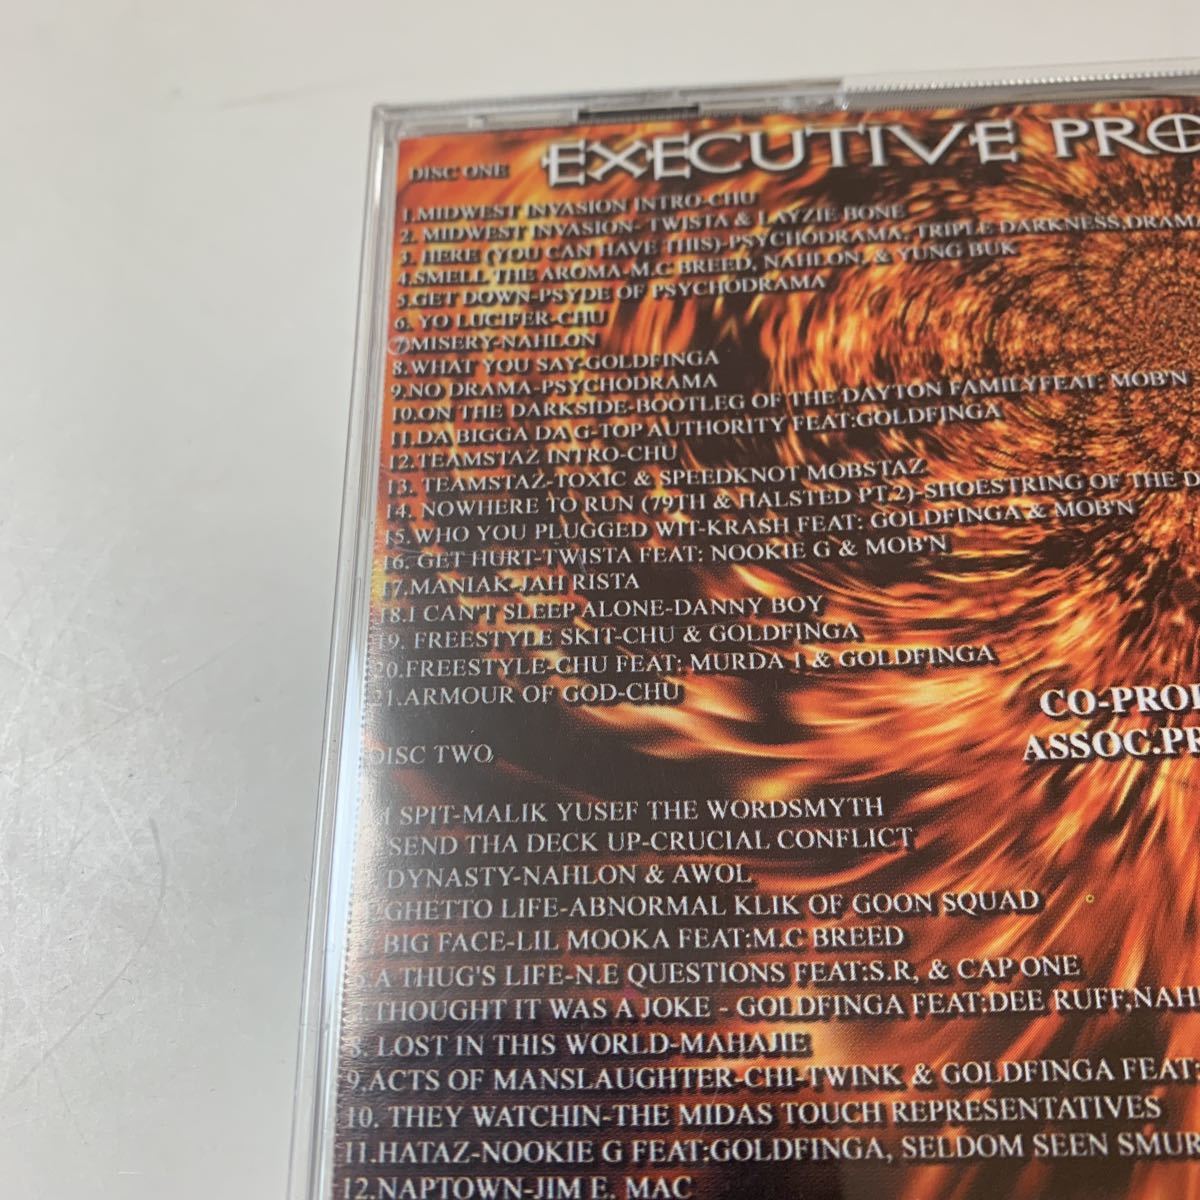 EXECUTIVE PRO
DISC ONE
1.MIDWEST INVASION INTRO-CHU
2. MIDWEST INVASION- TWISTA & LAYZIE BONE
3. HERE (YOU CAN HAVE THIS)-PSYCHODRAMA- TRIPLE DARKNESS,DRAM
4.SMELL THE AROMA-M.C BREED, NAHLON, & YUNG BUK
5.GET DOWN-PSYDE OF PSYCHODRAMA
6. YO LUCIFER-CHU
7)MISERY-NAHLON
8.WHAT YOU SAY-GOLDFINGA
9.NO DRAMA-PSYCHODRAMA
10.ON THE DARKSIDE-BOOTLEG OF THE DAYTON FAMILYFEAT: MOB'N
11.DA BIGGA DA G-TOP AUTHORITY FEAT:GOLDFINGA
12.TEAMSTAZ INTRO-CHU
13. TEAMSTAZ-TOXIC & SPEEDKNOT MOBSTAZ
14. NOWHERE TO RUN (79TH & HALSTED PT.2)-SHOESTRING OF THE D
15.WHO YOU PLUGGED WIT-KRASH FEAT: GOLDFINGA & MOB'N
16. GET HURT-TWISTA FEAT: NOOKIE G & MOB'N
17.MANIAK-JAH RISTA
18.I CAN'T SLEEP ALONE-DANNY BOY
19. FREESTYLE SKIT-CHU & GOLDFINGA
20.FREESTYLE-CHU FEAT: MURDA 1 & GOLDFINGA
21.ARMOUR OF GOD-CHU
CO-PROD
ASSOC.PR
DISC TWO
SPIT-MALIK YUSEF THE WORDSMYTH
SEND THA DECK UP-CRUCIAL CONFLICT
DYNASTY-NAHLON & AWOL
GHETTO LIFE-ABNORMAL KLIK OF GOON SQUAD
BIG FACE-LIL MOOKA FEAT:M.C BREED
A THUG'S LIFE-N.E QUESTIONS FEAT:S.R, & CAP ONE
THOUGHT IT WAS A JOKE - GOLDFINGA FEAT:DEE RUFF,NAH
8. LOST IN THIS WORLD-MAHAJIE
9.ACTS OF MANSLAUGHTER-CHI-TWINK & GOLDFINGA FEAT:
10. THEY WATCHIN-THE MIDAS TOUCH REPRESENTATIVES
11.HATAZ-NOOKIE G FEAT:GOLDFINGA, SELDOM SEEN SMUR
12.NAPTOWN-JIM E. MAC